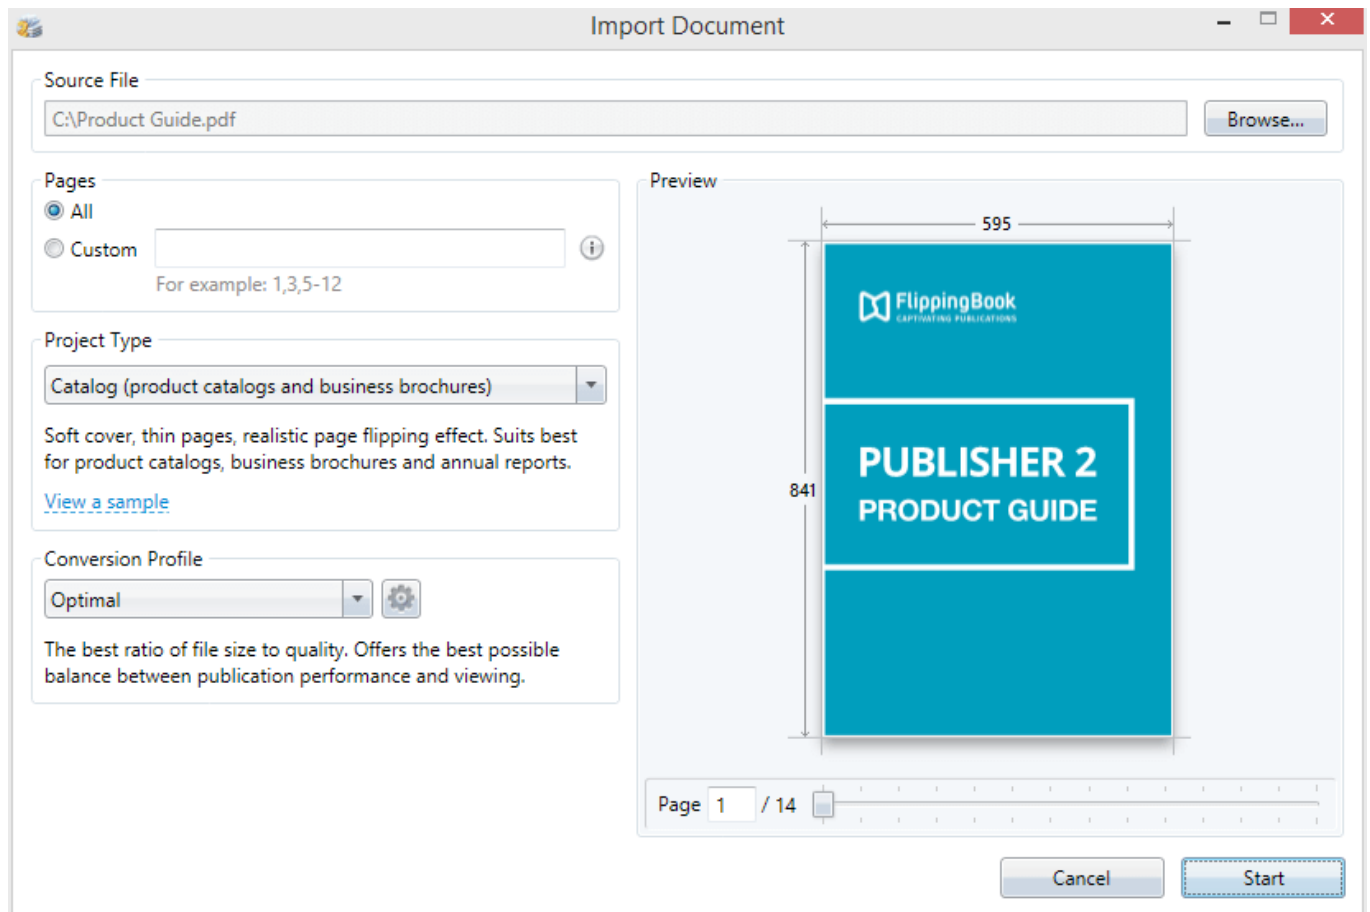 Import Document
Source File
C:\Product Guide.pdf
Browse...
Pages
All
Custom
For example: 1,3,5-12
Project Type
Catalog (product catalogs and business brochures)
Soft cover, thin pages, realistic page flipping effect. Suits best
for product catalogs, business brochures and annual reports.
View a sample
Conversion Profile
Optimal
The best ratio of file size to quality. Offers the best possible
balance between publication performance and viewing.
Preview
595
841
FlippingBook
CAPTIVATING PUBLICATIONS
PUBLISHER 2
PRODUCT GUIDE
Page 1 / 14
Cancel
Start